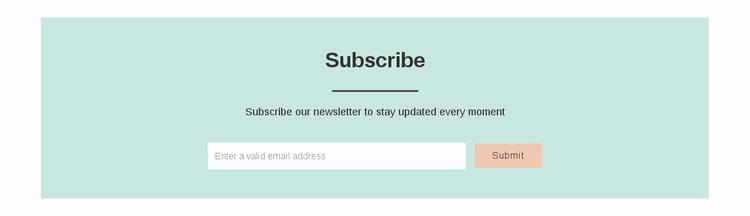 Subscribe
Subscribe our newsletter to stay updated every moment
Enter a valid email address
Submit